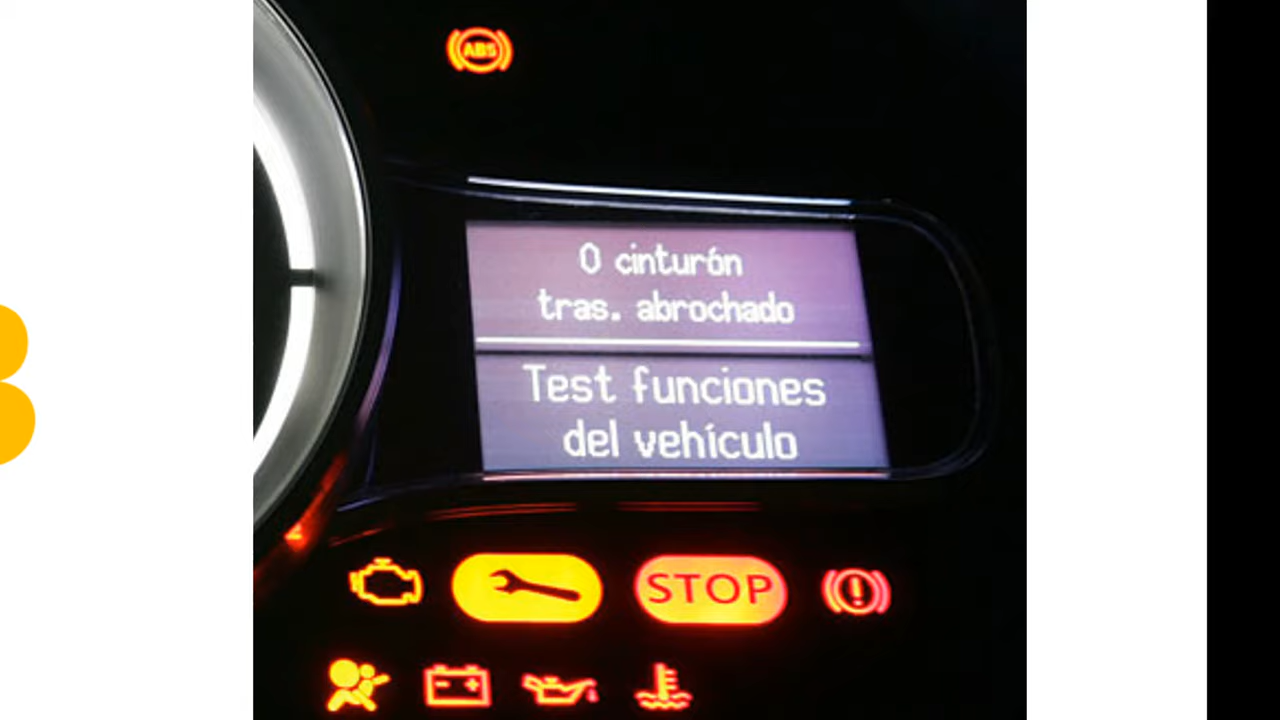 ABS
0 cinturón
tras. abrochado
Test funciones
del vehículo
STOP